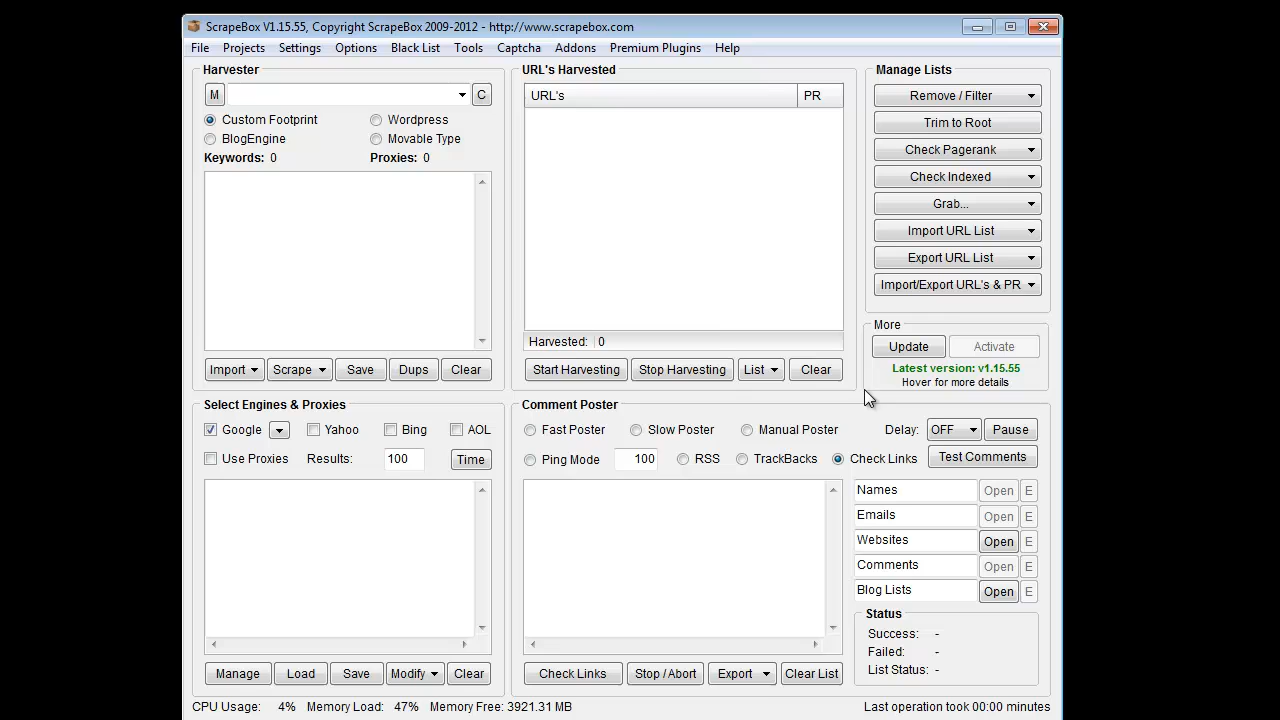 ScrapeBox V1.15.55, Copyright ScrapeBox 2009-2012 - http://www.scrapebox.com
File Projects Settings Options Black List Tools Captcha Addons Premium Plugins Help
Harvester
M C
Custom Footprint Wordpress
BlogEngine Movable Type
Keywords: 0 Proxies: 0
Import Scrape Save Dups Clear
URL's Harvested
URL's PR
Harvested: 0
Start Harvesting Stop Harvesting List Clear
Manage Lists
Remove / Filter
Trim to Root
Check Pagerank
Check Indexed
Grab...
Import URL List
Export URL List
Import/Export URL's & PR
More
Update Activate
Latest version: v1.15.55
Hover for more details
Select Engines & Proxies
Google Yahoo Bing AOL
Use Proxies Results: 100 Time
Manage Load Save Modify Clear
Comment Poster
Fast Poster Slow Poster Manual Poster Delay: OFF Pause
Ping Mode 100 RSS TrackBacks Check Links Test Comments
Names Open E
Emails Open E
Websites Open E
Comments Open E
Blog Lists Open E
Status
Success: -
Failed: -
List Status: -
Check Links Stop / Abort Export Clear List
CPU Usage: 4% Memory Load: 47% Memory Free: 3921.31 MB Last operation took 00:00 minutes